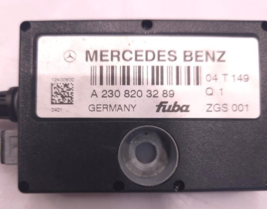 MERCEDES BENZ
04 T 149
A 230 820 32 89
Q 1
GERMANY fuba ZGS 001